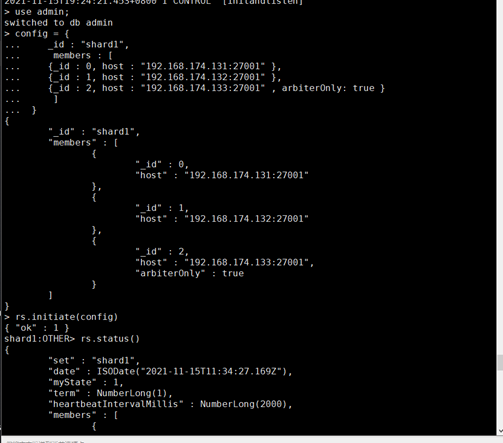 2021-11-15T19:24:21.453+0800 I CONTROL  [initandlisten]
> use admin;
switched to db admin
> config = {
...     _id : "shard1",
...      members : [
...     {_id : 0, host : "192.168.174.131:27001" },
...     {_id : 1, host : "192.168.174.132:27001" },
...     {_id : 2, host : "192.168.174.133:27001" , arbiterOnly: true }
...      ]
...  }
{
        "_id" : "shard1",
        "members" : [
                {
                        "_id" : 0,
                        "host" : "192.168.174.131:27001"
                },
                {
                        "_id" : 1,
                        "host" : "192.168.174.132:27001"
                },
                {
                        "_id" : 2,
                        "host" : "192.168.174.133:27001",
                        "arbiterOnly" : true
                }
        ]
}
> rs.initiate(config)
{ "ok" : 1 }
shard1:OTHER> rs.status()
{
        "set" : "shard1",
        "date" : ISODate("2021-11-15T11:34:27.169Z"),
        "myState" : 1,
        "term" : NumberLong(1),
        "heartbeatIntervalMillis" : NumberLong(2000),
        "members" : [
                {